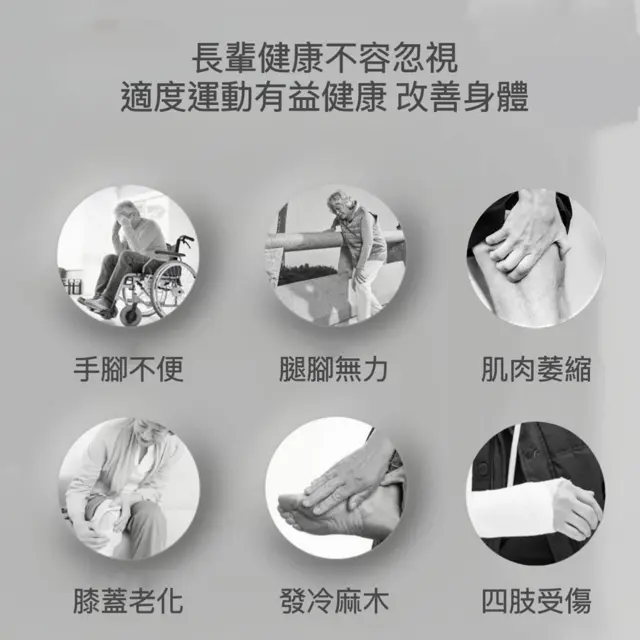 長輩健康不容忽視
適度運動有益健康 改善身體
手腳不便
腿腳無力
肌肉萎縮
膝蓋老化
發冷麻木
四肢受傷